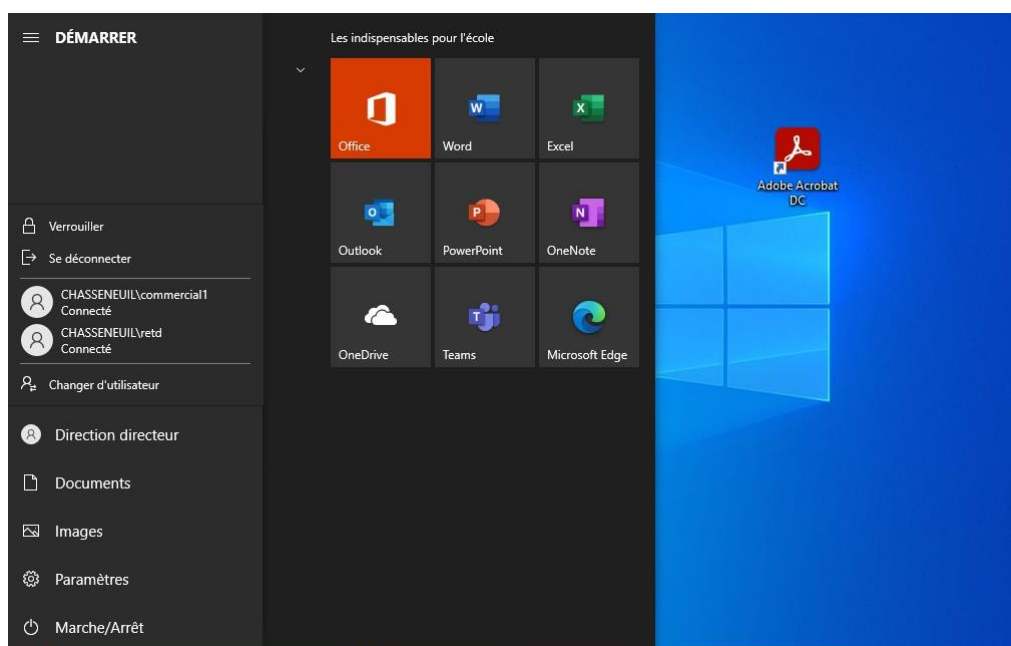 DÉMARRER
Verrouiller
Se déconnecter
CHASSENEUIL\commercial1
Connecté
CHASSENEUIL\retd
Connecté
Changer d'utilisateur
Direction directeur
Documents
Images
Paramètres
Marche/Arrêt
Les indispensables pour l'école
Office
Word
Excel
Outlook
PowerPoint
OneNote
OneDrive
Teams
Microsoft Edge
Adobe Acrobat
DC